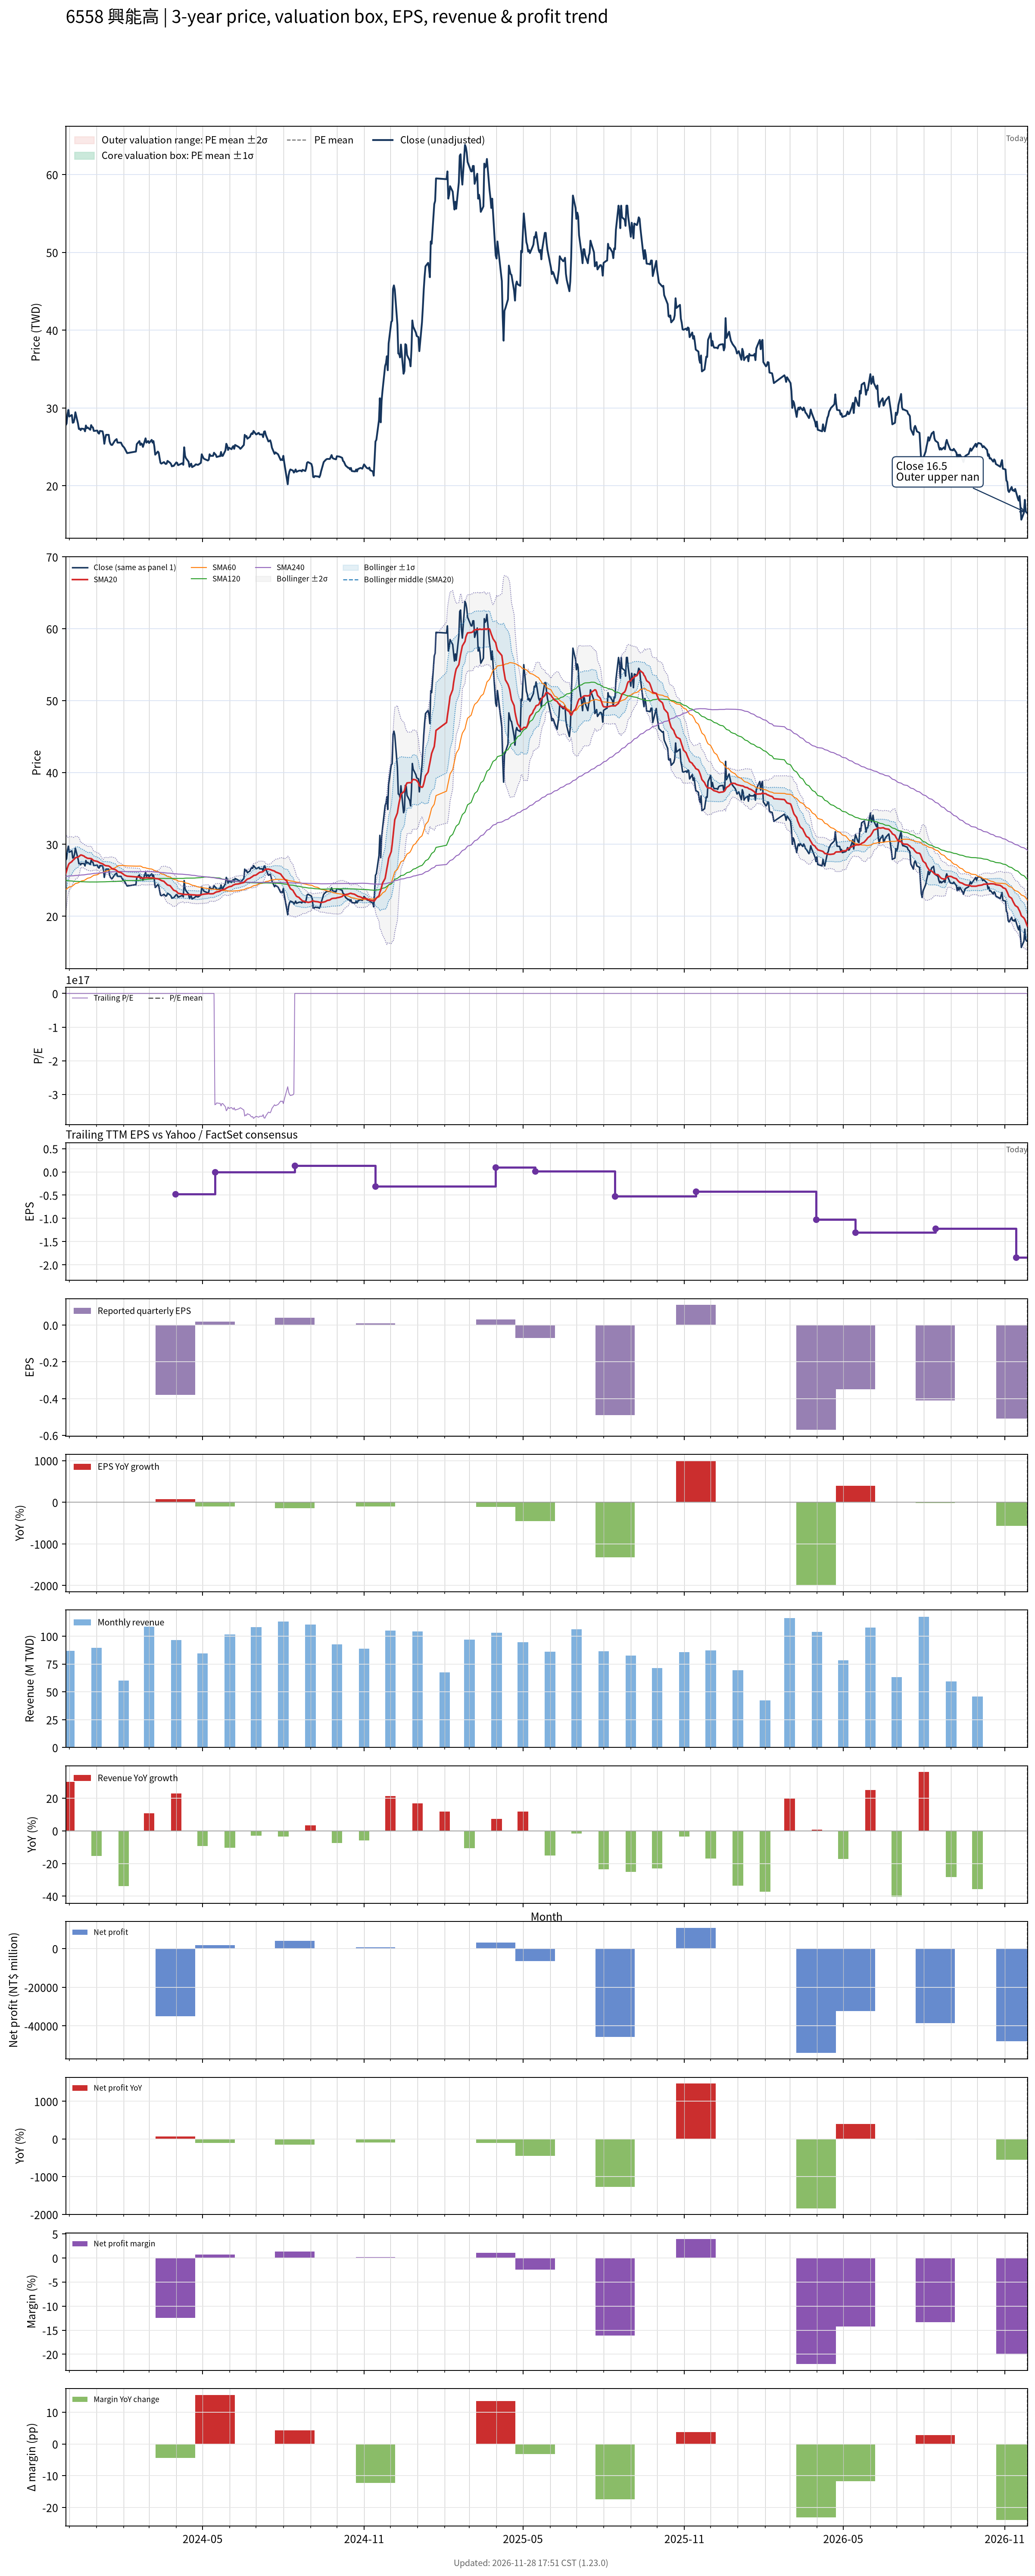 6558 興能高 | 3-year price, valuation box, EPS, revenue & profit trend
Outer valuation range: PE mean ±2σ
Core valuation box: PE mean ±1σ
PE mean
Close (unadjusted)
Today
Price (TWD)
60
50
40
30
20
Close 16.5
Outer upper nan
Close (same as panel 1)
SMA20
SMA60
SMA120
SMA240
Bollinger ±2σ
Bollinger ±1σ
Bollinger middle (SMA20)
Price
70
60
50
40
30
20
1e17
Trailing P/E
P/E mean
P/E
0
-1
-2
-3
Trailing TTM EPS vs Yahoo / FactSet consensus
Today
EPS
0.5
0.0
-0.5
-1.0
-1.5
-2.0
Reported quarterly EPS
EPS
0.0
-0.2
-0.4
-0.6
EPS YoY growth
YoY (%)
1000
0
-1000
-2000
Monthly revenue
Revenue (M TWD)
100
75
50
25
0
Revenue YoY growth
YoY (%)
20
0
-20
-40
Month
Net profit
Net profit (NT$ million)
0
-20000
-40000
Net profit YoY
YoY (%)
1000
0
-1000
-2000
Net profit margin
Margin (%)
5
0
-5
-10
-15
-20
Margin YoY change
Δ margin (pp)
10
0
-10
-20
2024-05
2024-11
2025-05
2025-11
2026-05
2026-11
Updated: 2026-11-28 17:51 CST (1.23.0)